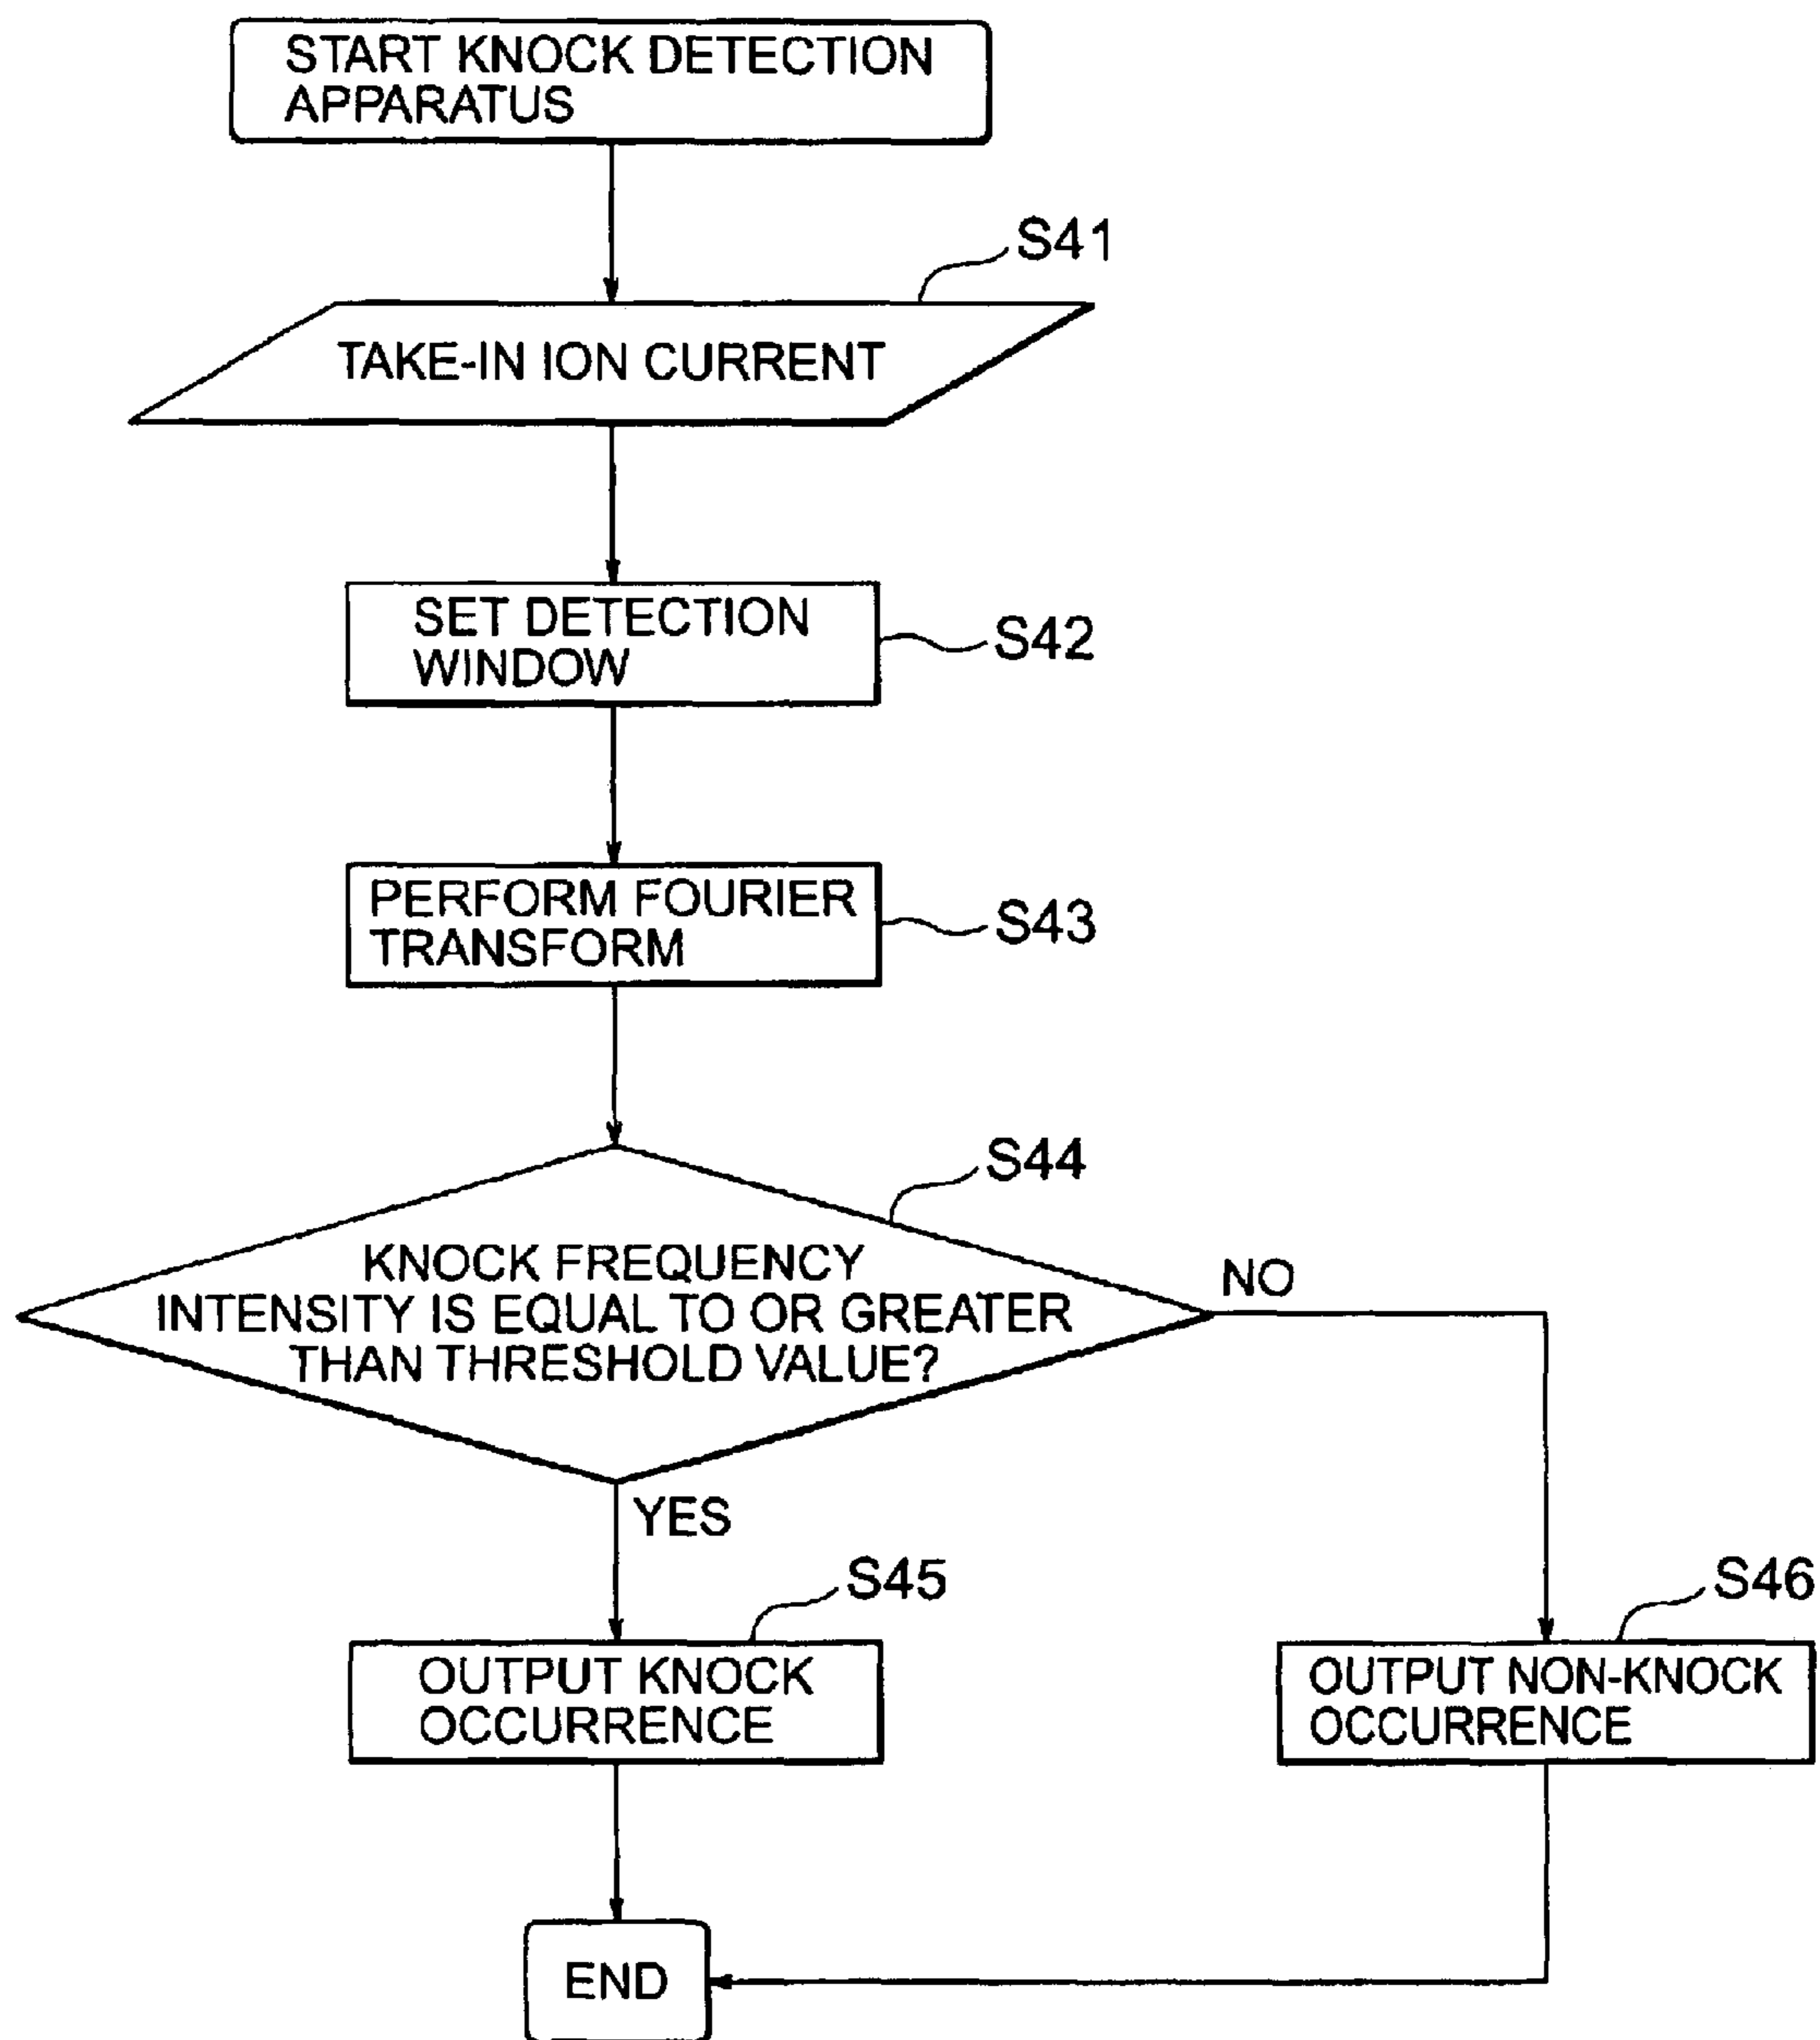 START KNOCK DETECTION
APPARATUS
S41
TAKE-IN ION CURRENT
SET DETECTION
WINDOW
S42
PERFORM FOURIER
TRANSFORM
S43
S44
KNOCK FREQUENCY
INTENSITY IS EQUAL TO OR GREATER
THAN THRESHOLD VALUE?
NO
YES
S45
OUTPUT KNOCK
OCCURRENCE
S46
OUTPUT NON-KNOCK
OCCURRENCE
END